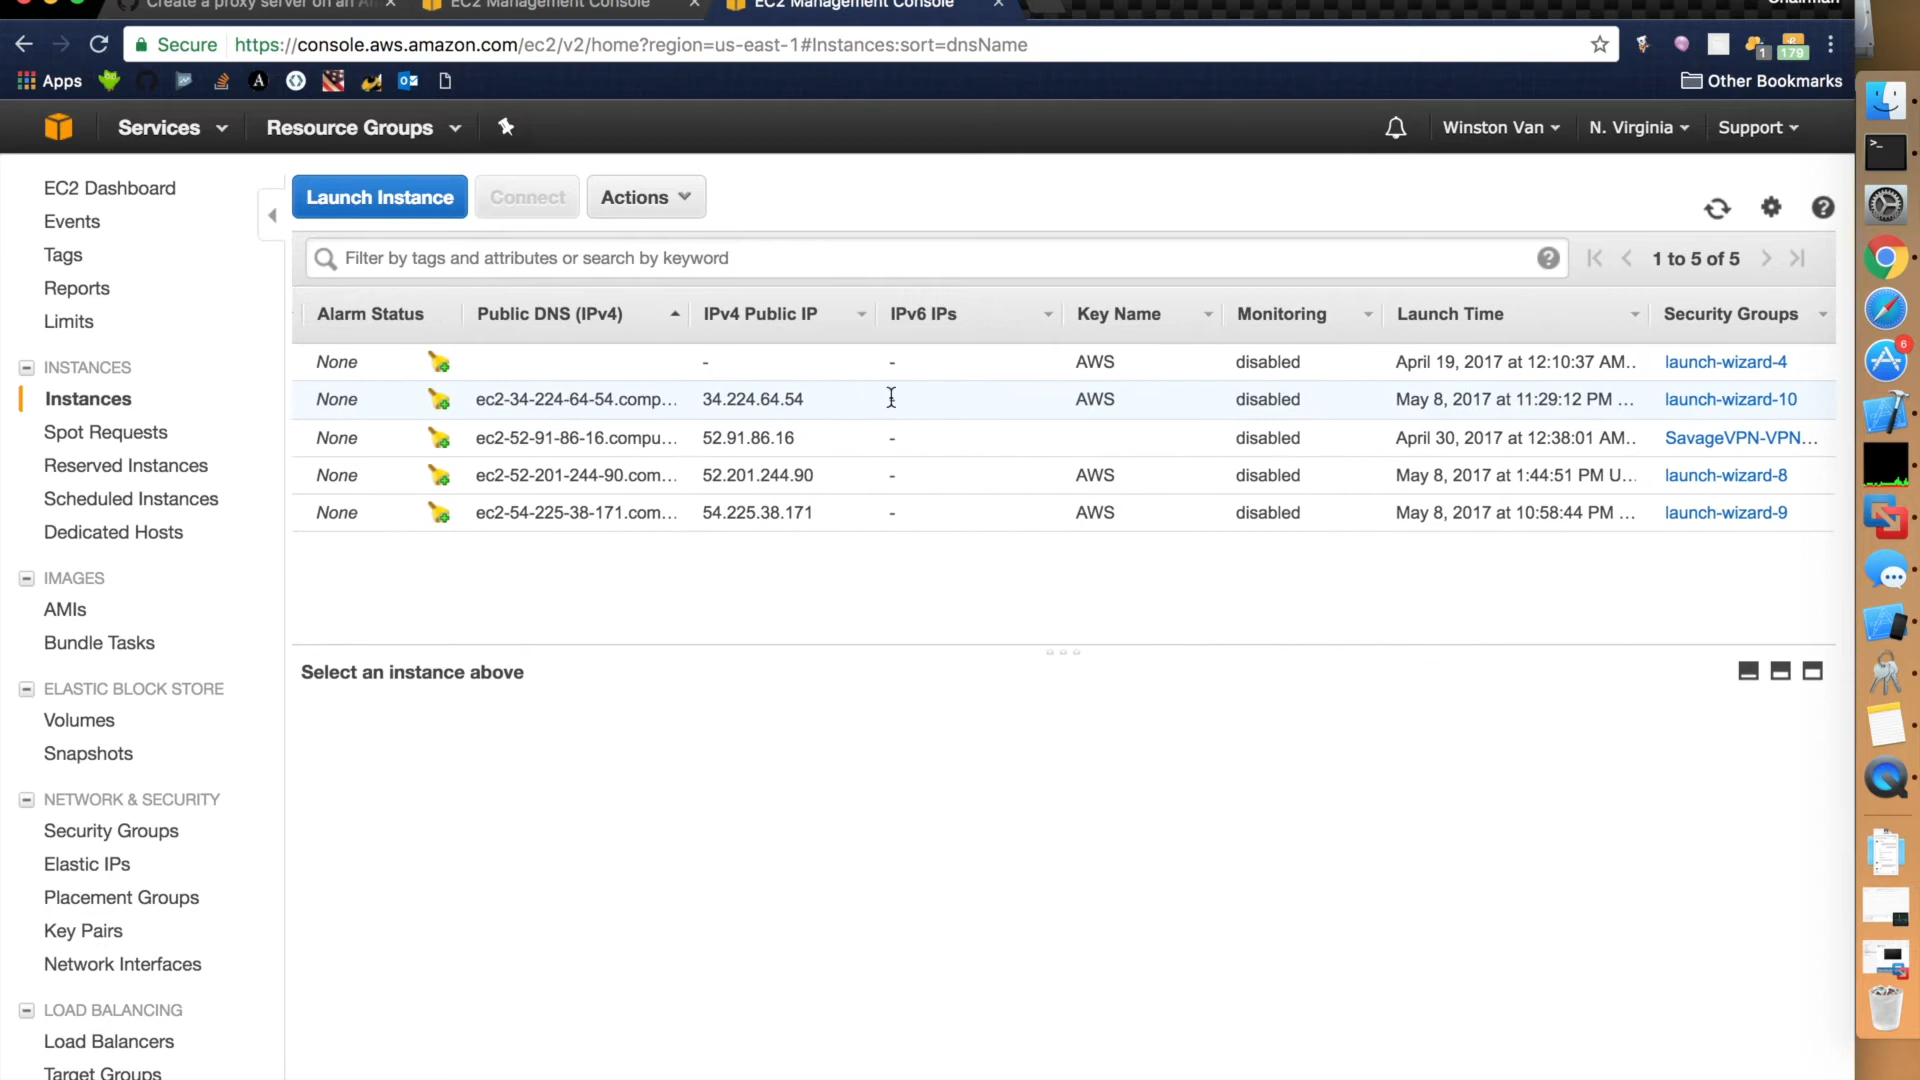 Create a proxy server on an A
EC2 Management Console
EC2 Management Console
Chairman
Secure https://console.aws.amazon.com/ec2/v2/home?region=us-east-1#Instances:sort=dnsName
1
179
Apps
Other Bookmarks
Services
Resource Groups
Winston Van
N. Virginia
Support
EC2 Dashboard
Events
Tags
Reports
Limits
INSTANCES
Instances
Spot Requests
Reserved Instances
Scheduled Instances
Dedicated Hosts
IMAGES
AMIs
Bundle Tasks
ELASTIC BLOCK STORE
Volumes
Snapshots
NETWORK & SECURITY
Security Groups
Elastic IPs
Placement Groups
Key Pairs
Network Interfaces
LOAD BALANCING
Load Balancers
Target Groups
Launch Instance
Connect
Actions
Filter by tags and attributes or search by keyword
1 to 5 of 5
Alarm Status Public DNS (IPv4) IPv4 Public IP IPv6 IPs Key Name Monitoring Launch Time Security Groups
None - - AWS disabled April 19, 2017 at 12:10:37 AM.. launch-wizard-4
None ec2-34-224-64-54.comp... 34.224.64.54 - AWS disabled May 8, 2017 at 11:29:12 PM ... launch-wizard-10
None ec2-52-91-86-16.compu... 52.91.86.16 - disabled April 30, 2017 at 12:38:01 AM.. SavageVPN-VPN...
None ec2-52-201-244-90.com... 52.201.244.90 - AWS disabled May 8, 2017 at 1:44:51 PM U... launch-wizard-8
None ec2-54-225-38-171.com... 54.225.38.171 - AWS disabled May 8, 2017 at 10:58:44 PM ... launch-wizard-9
Select an instance above
6